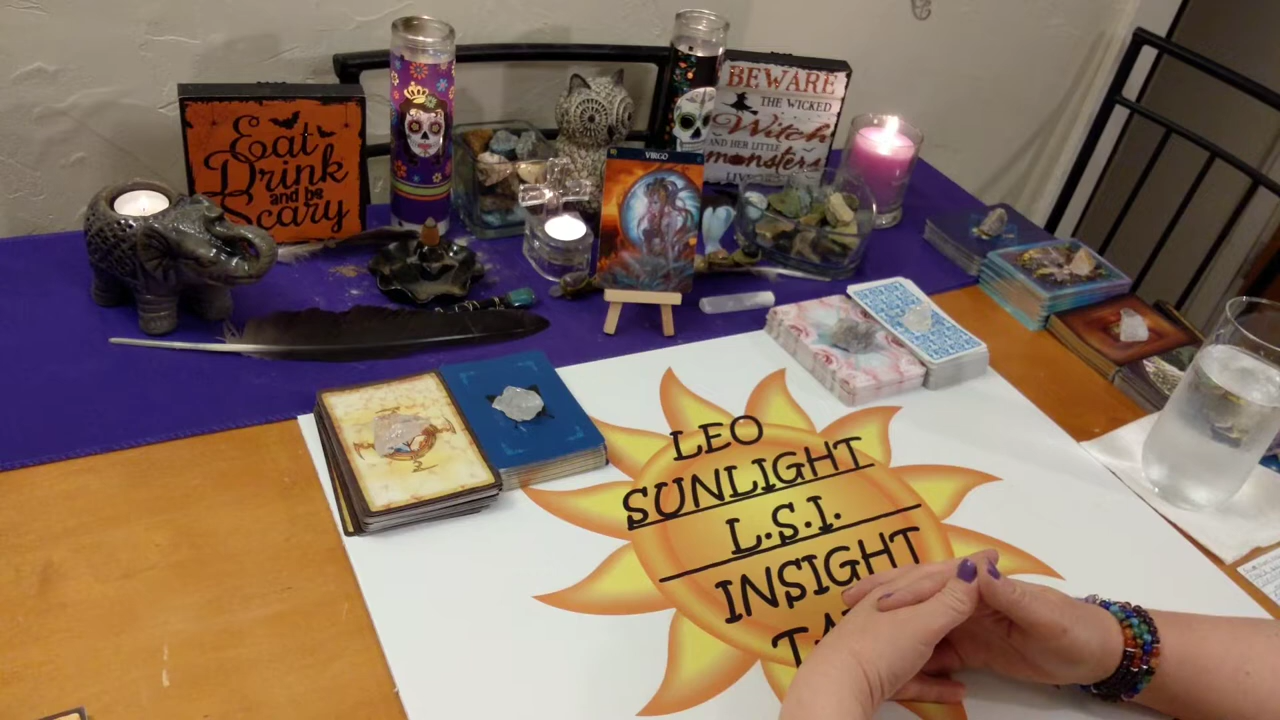 Eat
Drink
and be
Scary
BEWARE
THE WICKED
Witch
AND HER LITTLE
monsters
VIRGO
LEO
SUNLIGHT
L.S.I.
INSIGHT